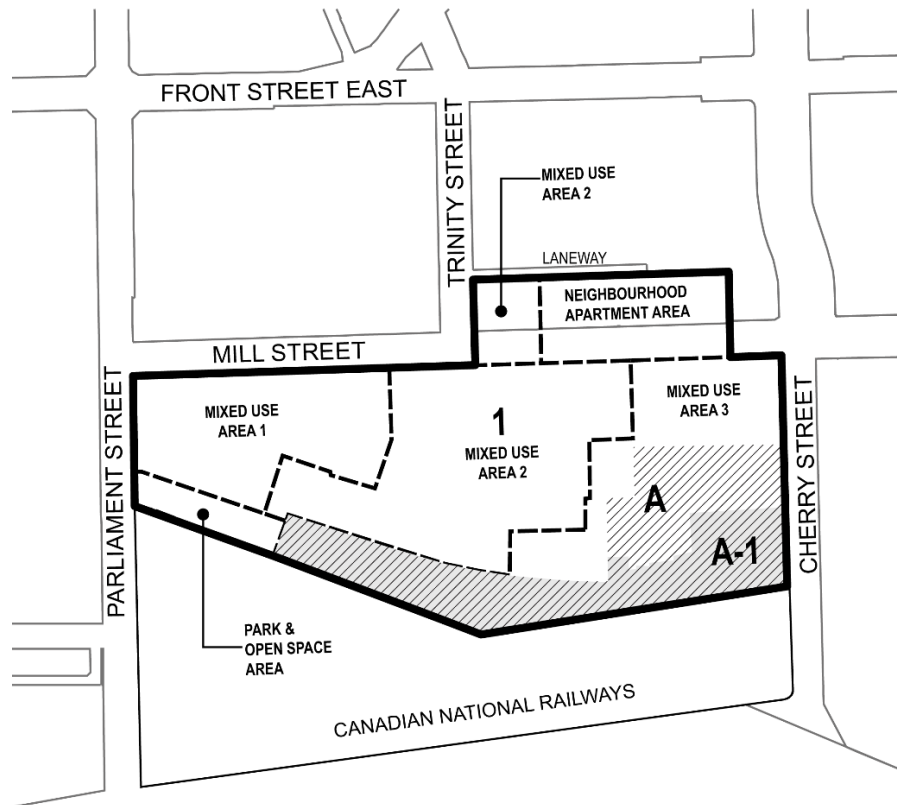 FRONT STREET EAST
TRINITY STREET
MIXED USE
AREA 2
LANEWAY
NEIGHBOURHOOD
APARTMENT AREA
MILL STREET
PARLIAMENT STREET
MIXED USE
AREA 1
1
MIXED USE
AREA 2
MIXED USE
AREA 3
CHERRY STREET
A
A-1
PARK &
OPEN SPACE
AREA
CANADIAN NATIONAL RAILWAYS